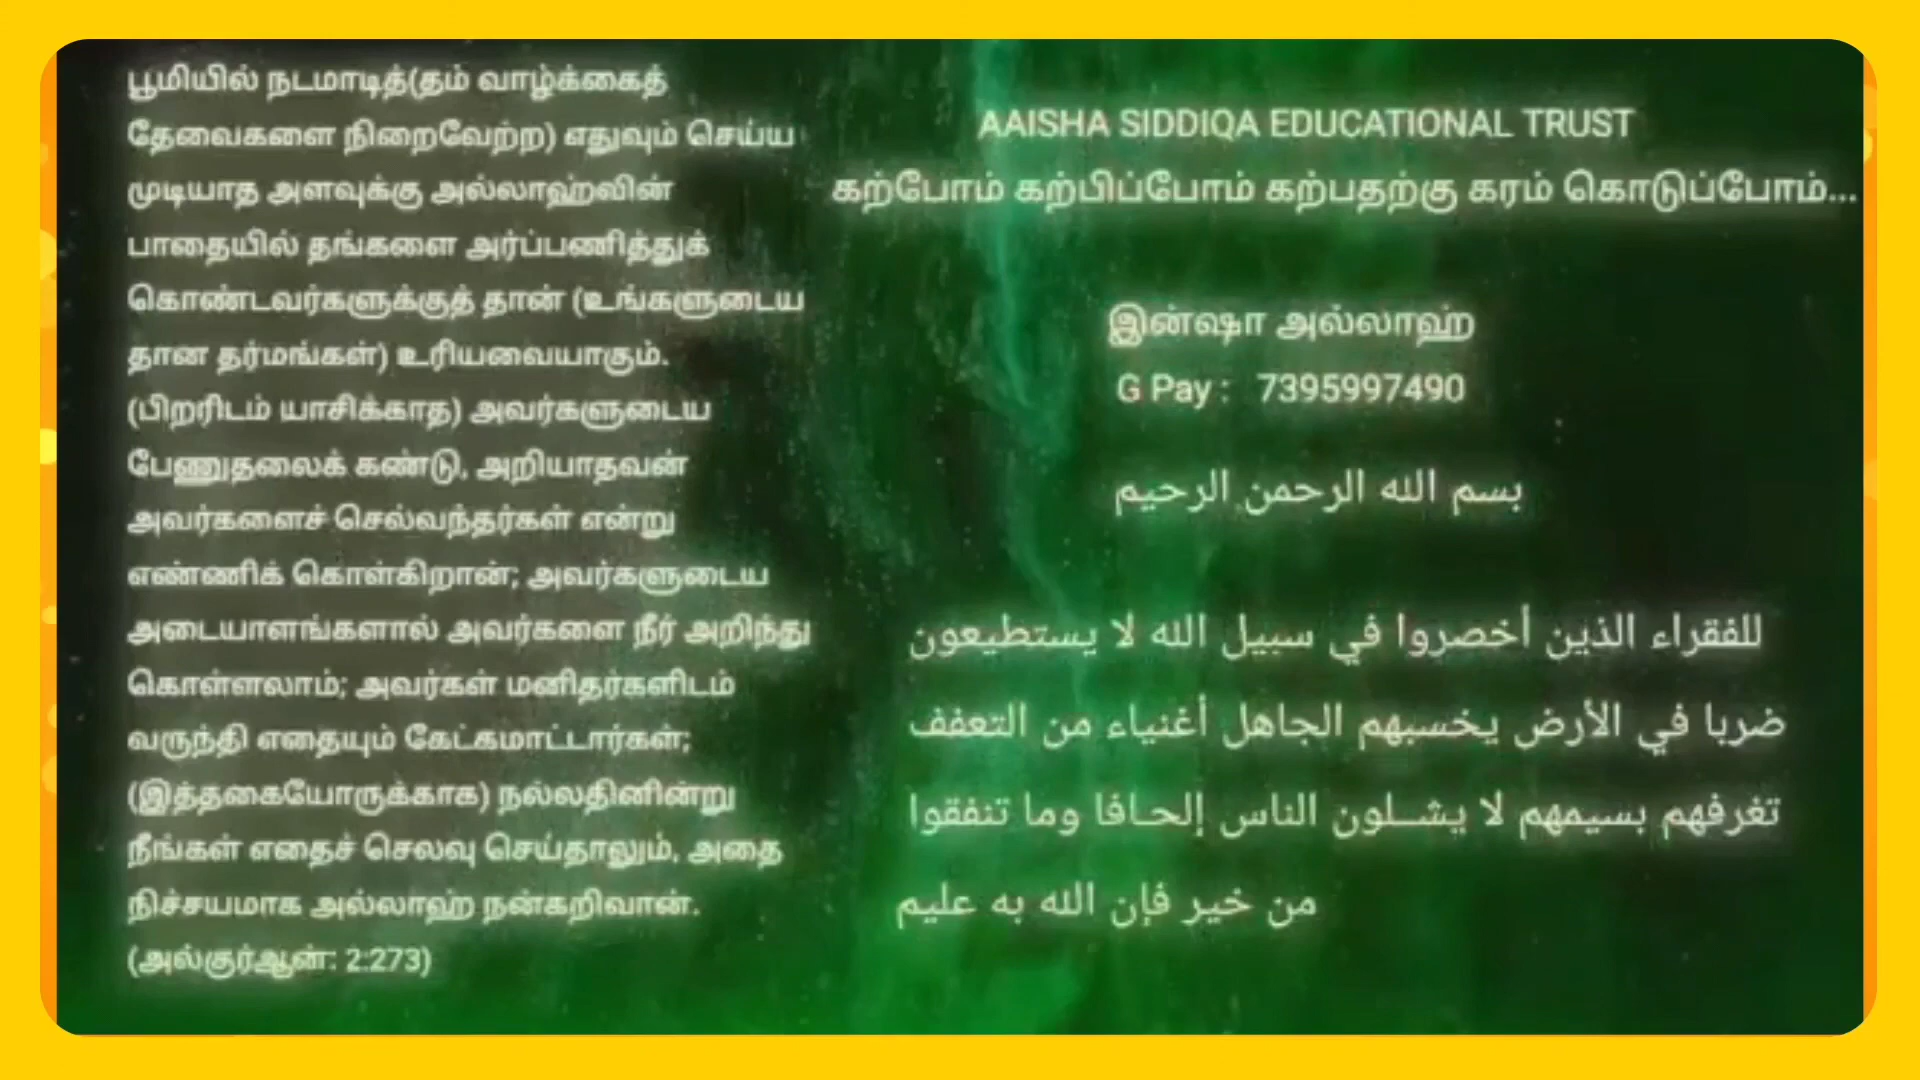 பூமியில் நடமாடித்(தம் வாழ்க்கைத்
தேவைகளை நிறைவேற்ற) எதுவும் செய்ய
முடியாத அளவுக்கு அல்லாஹ்வின்
பாதையில் தங்களை அர்ப்பணித்துக்
கொண்டவர்களுக்குத் தான் (உங்களுடைய
தான தர்மங்கள்) உரியவையாகும்.
(பிறரிடம் யாசிக்காத) அவர்களுடைய
பேணுதலைக் கண்டு, அறியாதவன்
அவர்களைச் செல்வந்தர்கள் என்று
எண்ணிக் கொள்கிறான்; அவர்களுடைய
அடையாளங்களால் அவர்களை நீர் அறிந்து
கொள்ளலாம்; அவர்கள் மனிதர்களிடம்
வருந்தி எதையும் கேட்கமாட்டார்கள்;
(இத்தகையோருக்காக) நல்லதினின்று
நீங்கள் எதைச் செலவு செய்தாலும், அதை
நிச்சயமாக அல்லாஹ் நன்கறிவான்.
(அல்குர்ஆன்: 2:273)
AAISHA SIDDIQA EDUCATIONAL TRUST
கற்போம் கற்பிப்போம் கற்பதற்கு கரம் கொடுப்போம்...
இன்ஷா அல்லாஹ்
G Pay : 7395997490
بسم الله الرحمن الرحيم
للفقراء الذين أخصروا في سبيل الله لا يستطيعون
ضربا في الأرض يخسبهم الجاهل أغنياء من التعفف
تغرفهم بسيمهم لا يشلون الناس إلحافا وما تنفقوا
من خير فإن الله به عليم